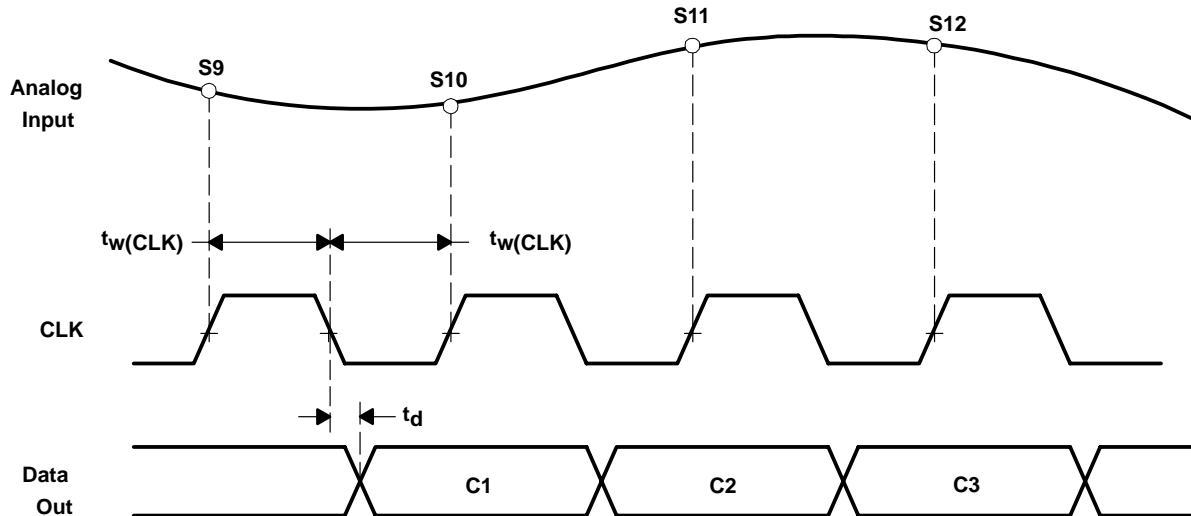 S9
S10
S11
S12
Analog
Input
tw(CLK)
tw(CLK)
CLK
td
Data
Out
C1
C2
C3